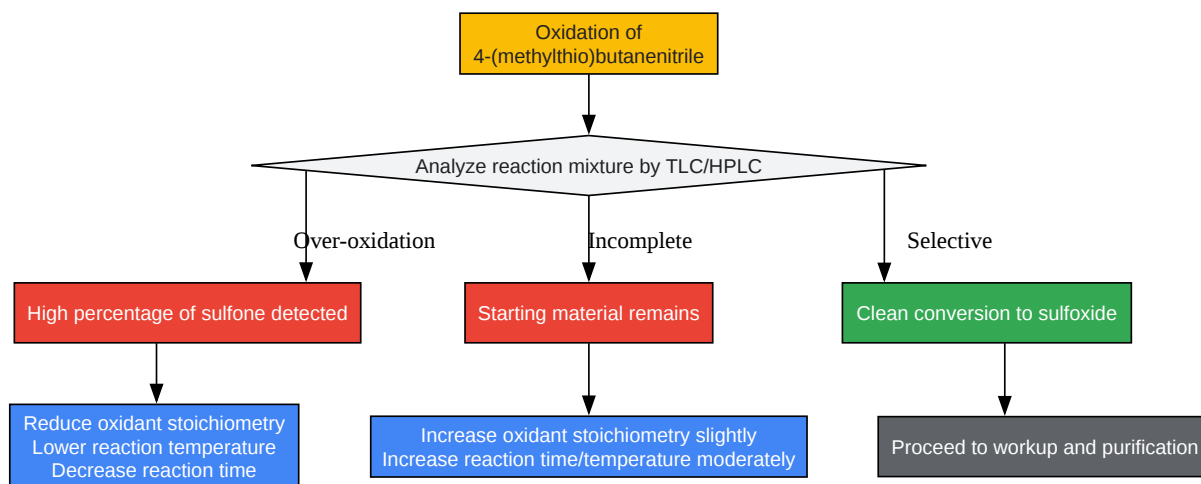 Oxidation of
4-(methylthio)butanenitrile
Analyze reaction mixture by TLC/HPLC
Over-oxidation
Incomplete
Selective
High percentage of sulfone detected
Starting material remains
Clean conversion to sulfoxide
Reduce oxidant stoichiometry
Lower reaction temperature
Decrease reaction time
Increase oxidant stoichiometry slightly
Increase reaction time/temperature moderately
Proceed to workup and purification